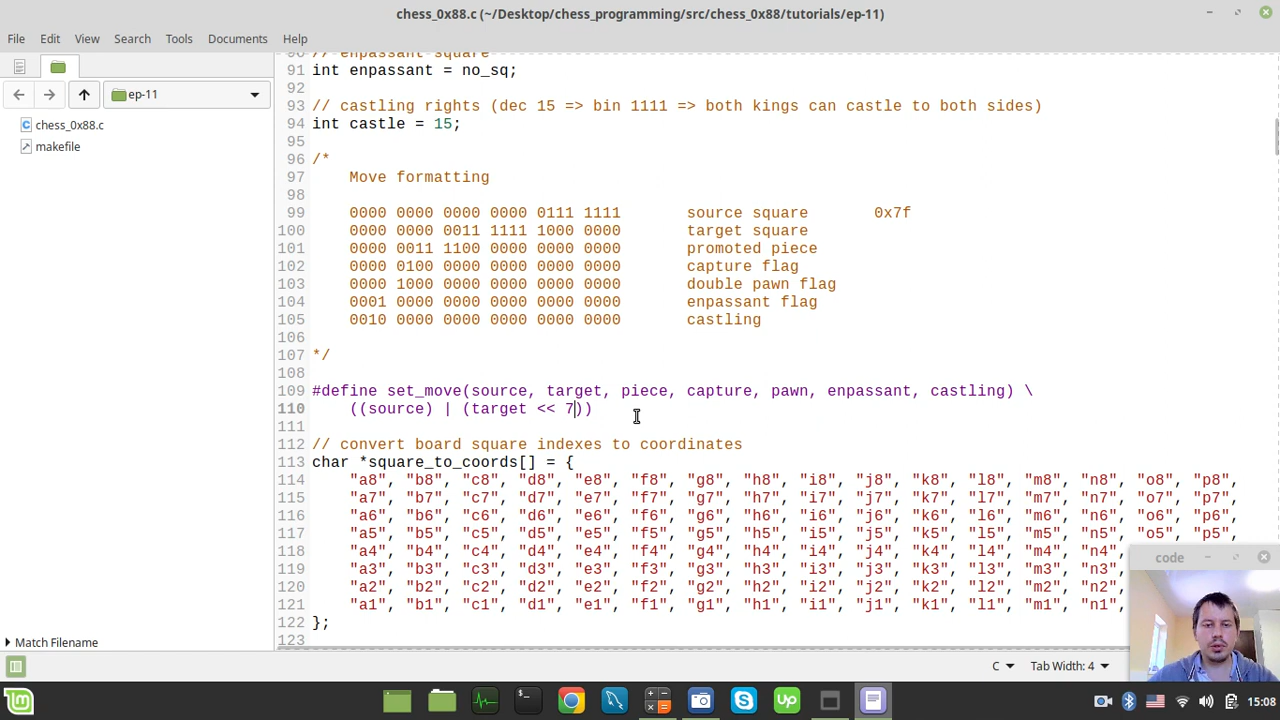 chess_0x88.c (~/Desktop/chess_programming/src/chess_0x88/tutorials/ep-11)
File Edit View Search Tools Documents Help
ep-11
chess_0x88.c
makefile
90 // enpassant square
91 int enpassant = no_sq;
92
93 // castling rights (dec 15 => bin 1111 => both kings can castle to both sides)
94 int castle = 15;
95
96 /*
97 Move formatting
98
99 0000 0000 0000 0000 0111 1111 source square 0x7f
100 0000 0000 0011 1111 1000 0000 target square
101 0000 0011 1100 0000 0000 0000 promoted piece
102 0000 0100 0000 0000 0000 0000 capture flag
103 0000 1000 0000 0000 0000 0000 double pawn flag
104 0001 0000 0000 0000 0000 0000 enpassant flag
105 0010 0000 0000 0000 0000 0000 castling
106
107 */
108
109 #define set_move(source, target, piece, capture, pawn, enpassant, castling) \
110 ((source) | (target << 7))
111
112 // convert board square indexes to coordinates
113 char *square_to_coords[] = {
114 "a8", "b8", "c8", "d8", "e8", "f8", "g8", "h8", "i8", "j8", "k8", "l8", "m8", "n8", "o8", "p8",
115 "a7", "b7", "c7", "d7", "e7", "f7", "g7", "h7", "i7", "j7", "k7", "l7", "m7", "n7", "o7", "p7",
116 "a6", "b6", "c6", "d6", "e6", "f6", "g6", "h6", "i6", "j6", "k6", "l6", "m6", "n6", "o6", "p6",
117 "a5", "b5", "c5", "d5", "e5", "f5", "g5", "h5", "i5", "j5", "k5", "l5", "m5", "n5", "o5", "p5",
118 "a4", "b4", "c4", "d4", "e4", "f4", "g4", "h4", "i4", "j4", "k4", "l4", "m4", "n4",
119 "a3", "b3", "c3", "d3", "e3", "f3", "g3", "h3", "i3", "j3", "k3", "l3", "m3", "n3",
120 "a2", "b2", "c2", "d2", "e2", "f2", "g2", "h2", "i2", "j2", "k2", "l2", "m2", "n2",
121 "a1", "b1", "c1", "d1", "e1", "f1", "g1", "h1", "i1", "j1", "k1", "l1", "m1", "n1",
122 };
123
code
Match Filename
C Tab Width: 4
Up
15:08